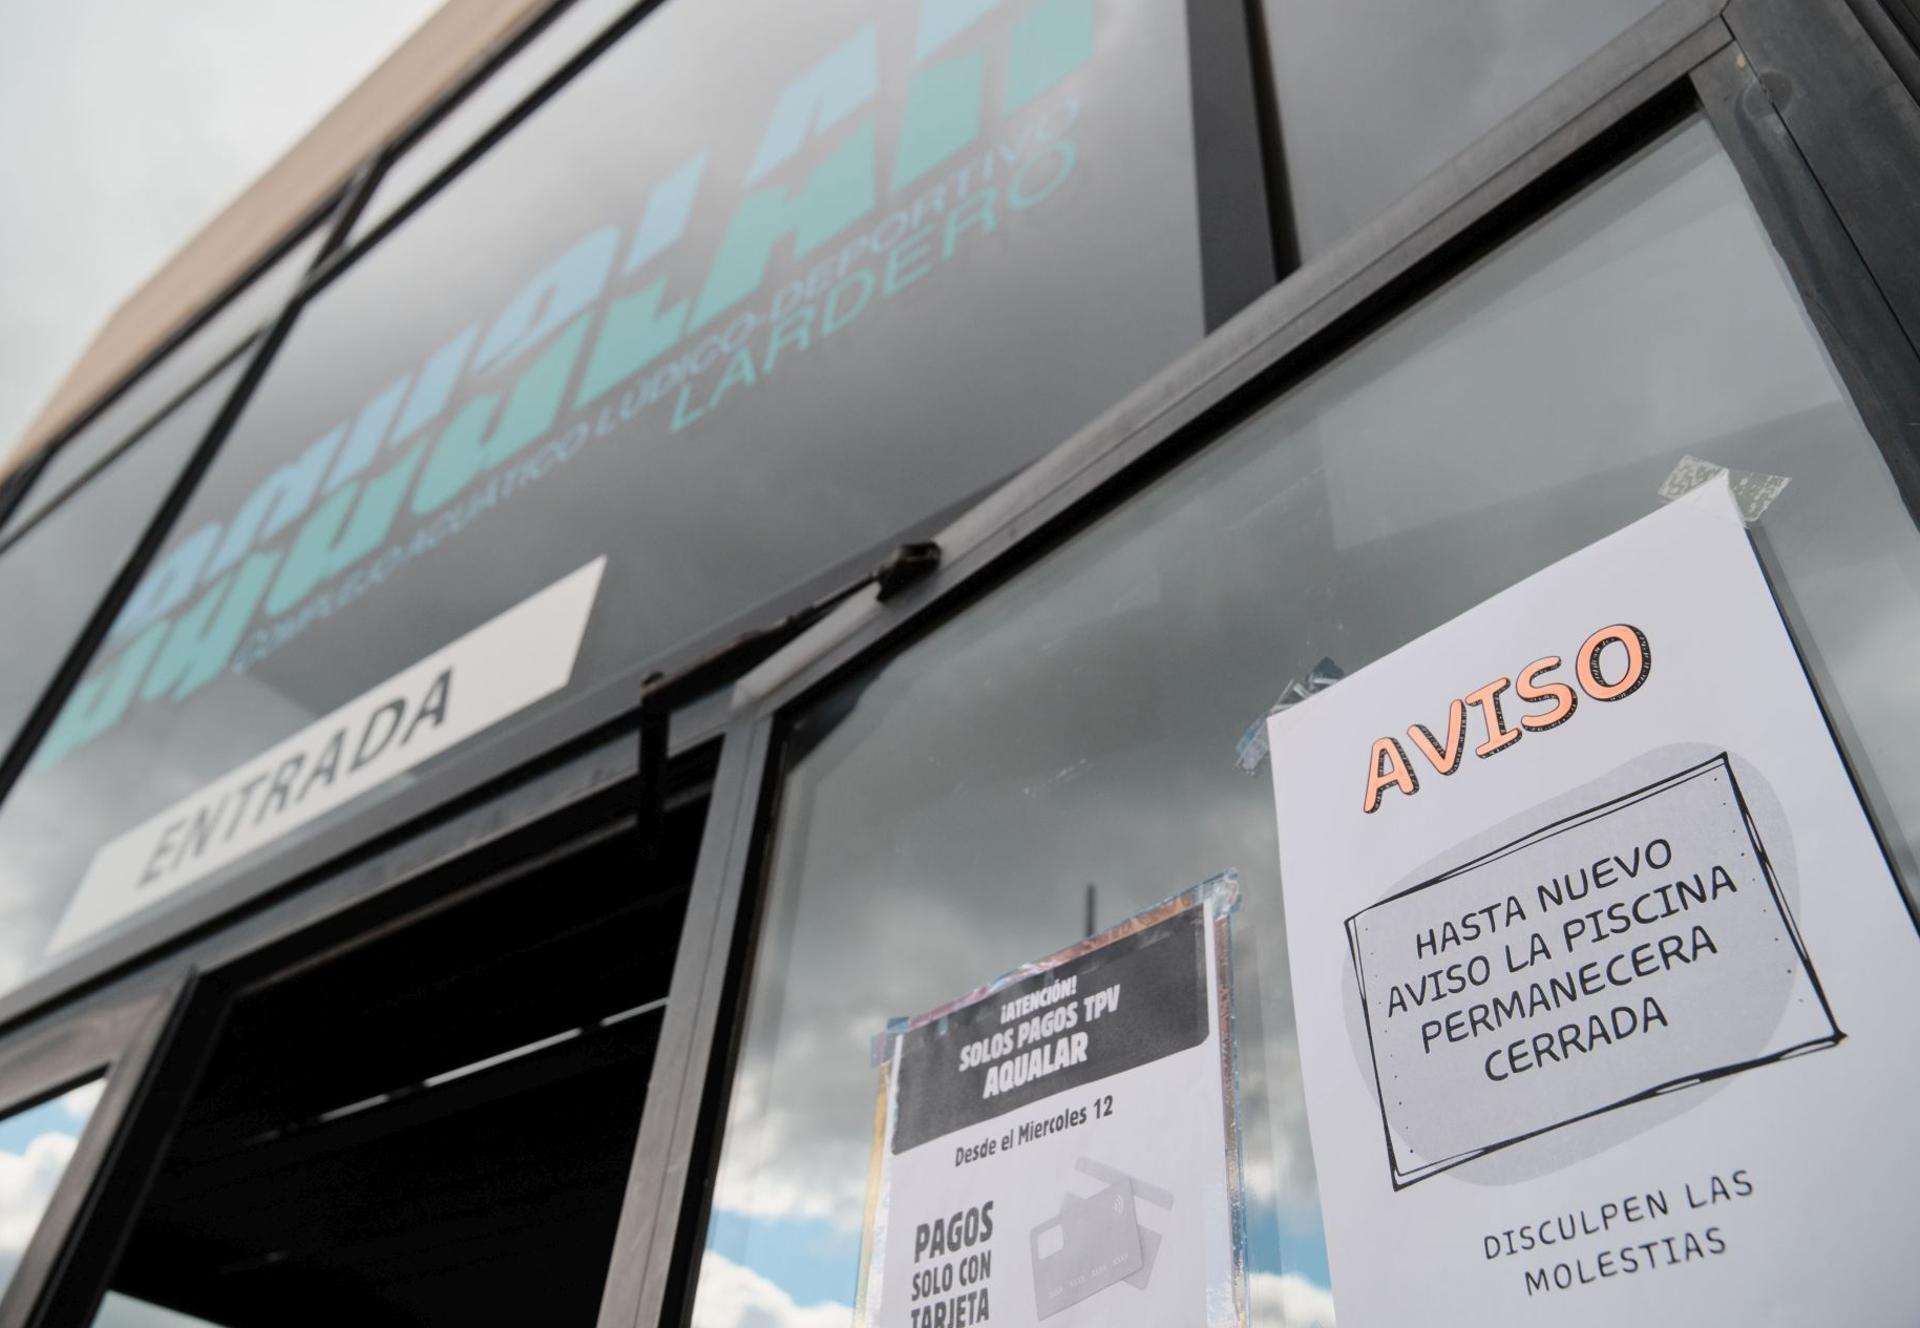 AQUALAR
COMPLEJO ACUÁTICO LÚDICO-DEPORTIVO
LARDERO
ENTRADA
AVISO
HASTA NUEVO
AVISO LA PISCINA
PERMANECERA
CERRADA
DISCULPEN LAS
MOLESTIAS
¡ATENCIÓN!
SOLOS PAGOS TPV
AQUALAR
Desde el Miercoles 12
PAGOS
SOLO CON
TARJETA